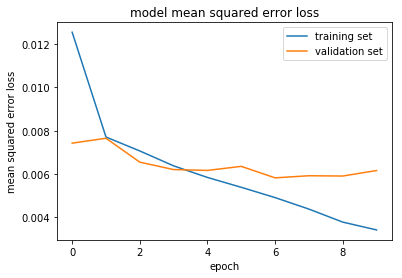 model mean squared error loss
training set
validation set
mean squared error loss
0.012
0.010
0.008
0.006
0.004
0 2 4 6 8
epoch